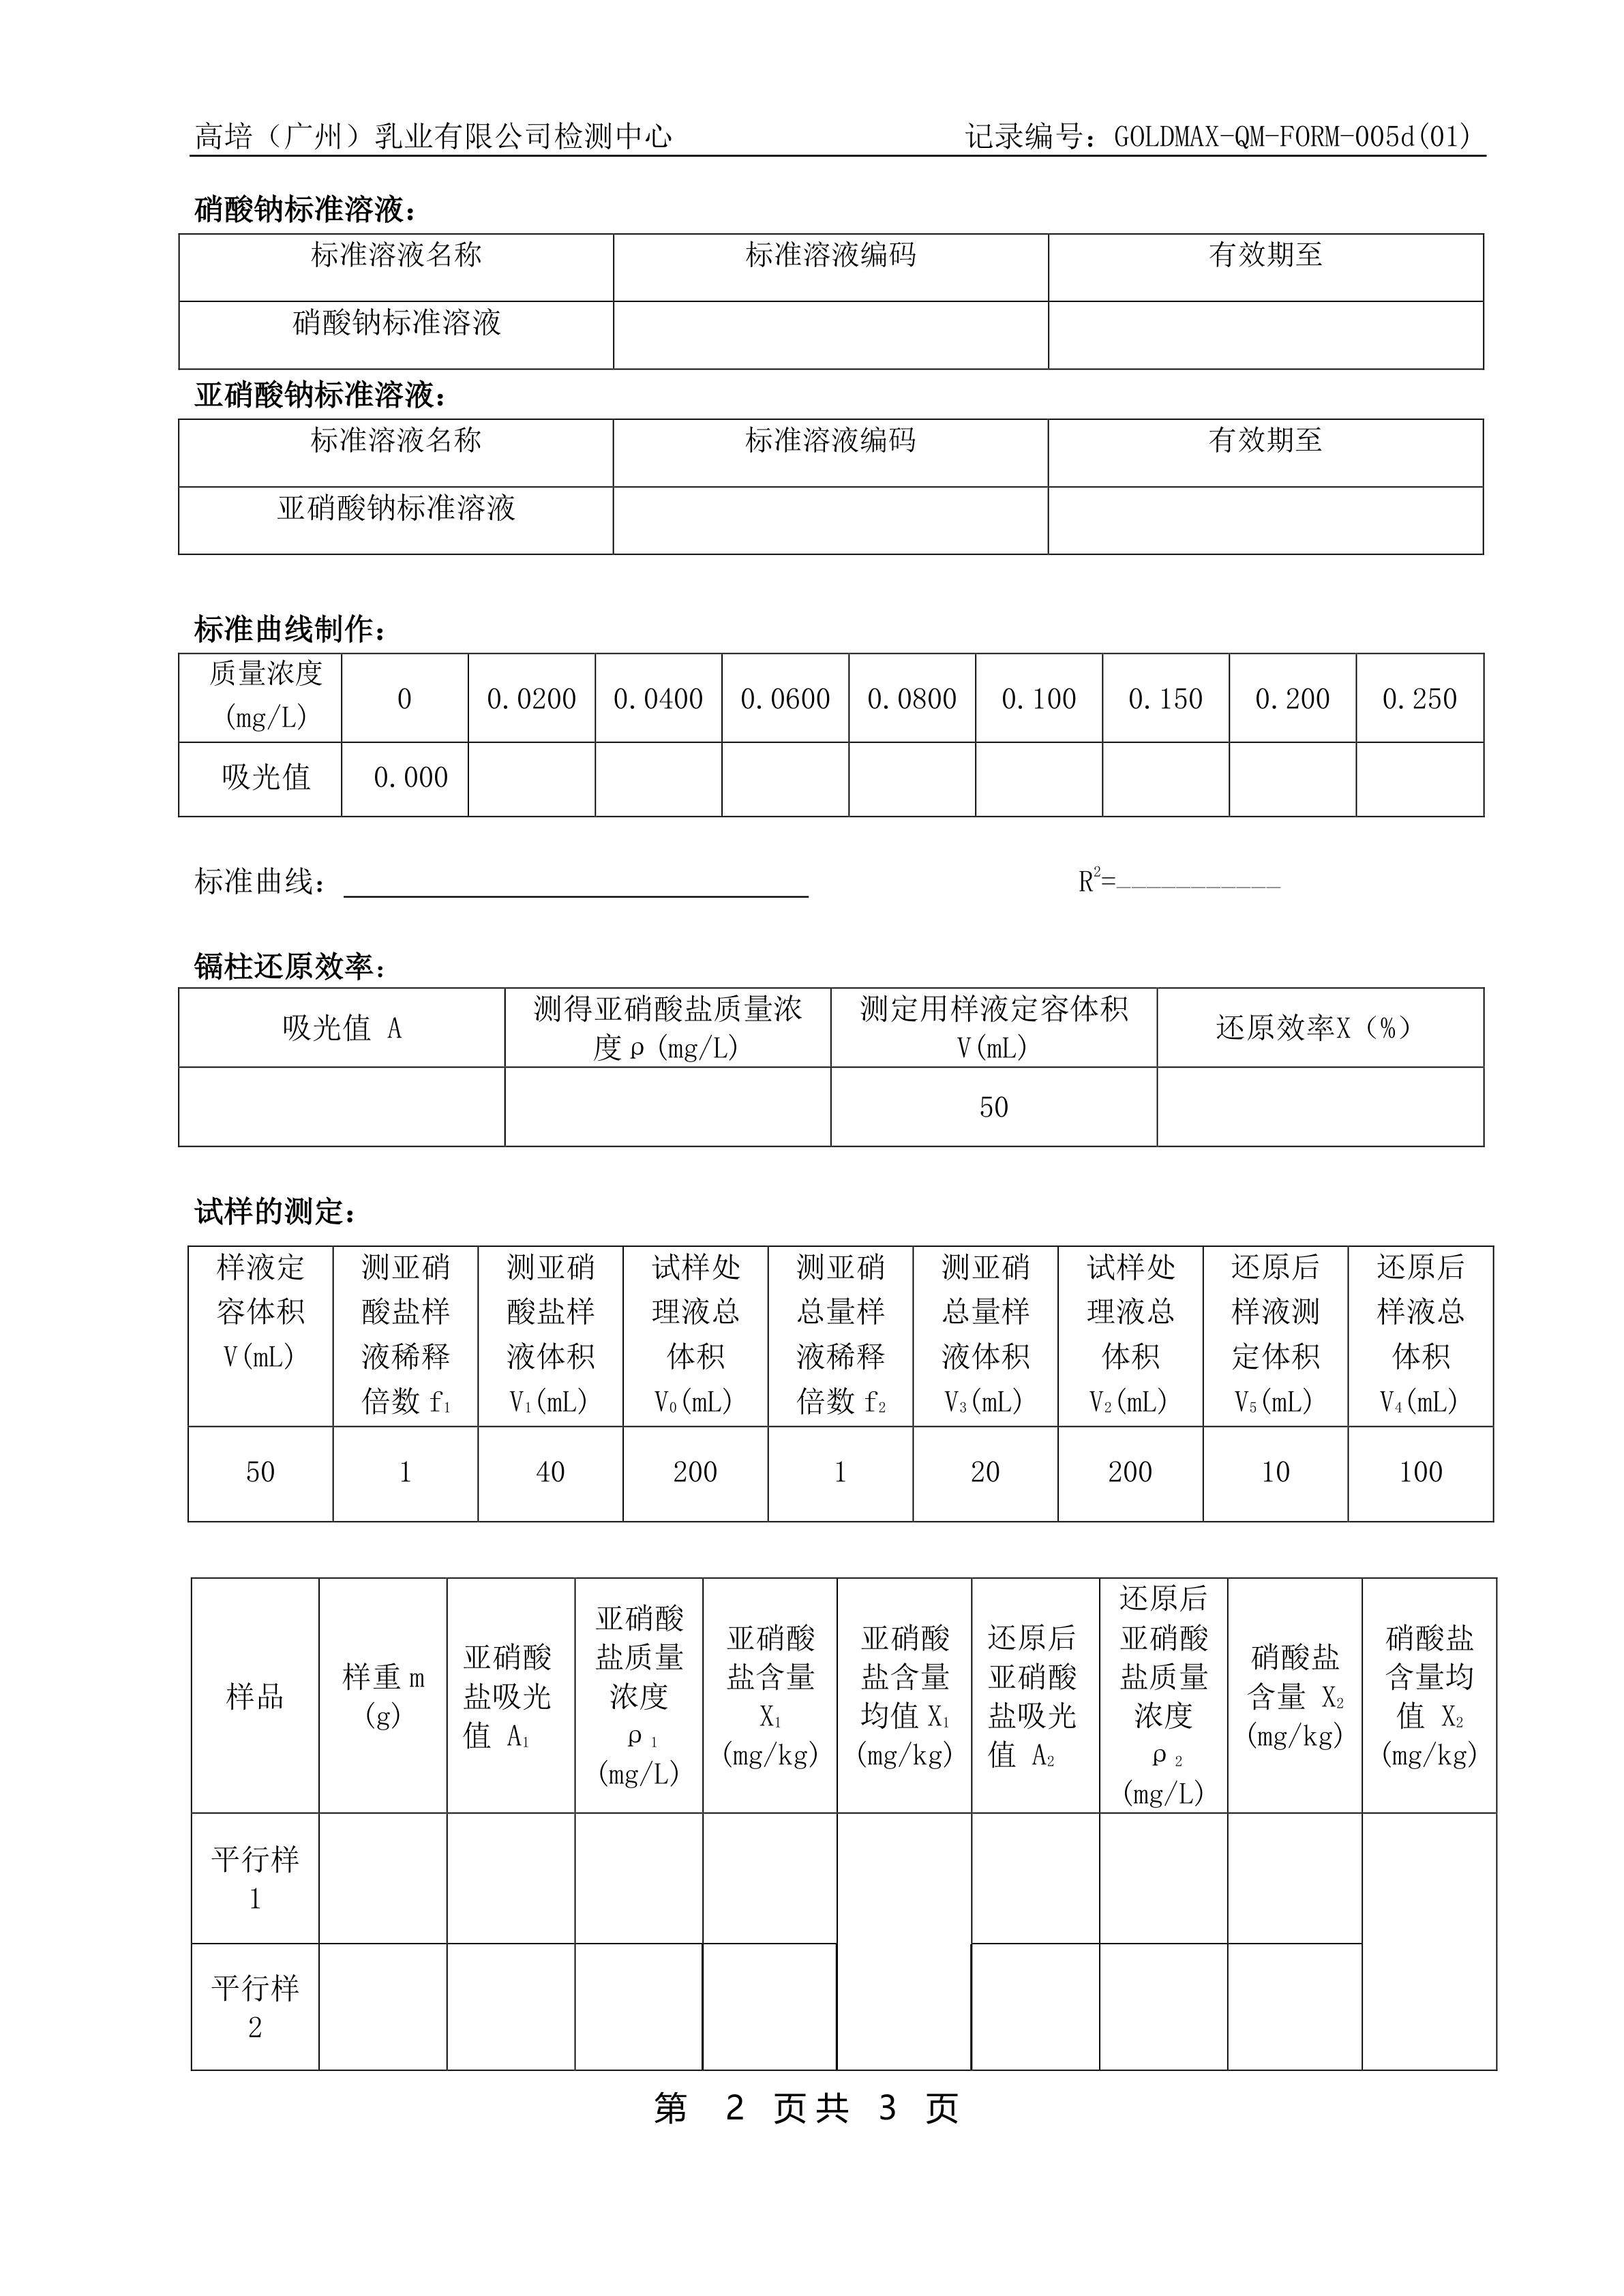 高培（广州）乳业有限公司检测中心 记录编号：GOLDMAX-QM-FORM-005d(01)
硝酸钠标准溶液：
标准溶液名称 标准溶液编码 有效期至
硝酸钠标准溶液
亚硝酸钠标准溶液：
标准溶液名称 标准溶液编码 有效期至
亚硝酸钠标准溶液
标准曲线制作：
质量浓度
(mg/L)
0 0.0200 0.0400 0.0600 0.0800 0.100 0.150 0.200 0.250
吸光值 0.000
标准曲线： R²=___________
镉柱还原效率：
吸光值 A
测得亚硝酸盐质量浓
度ρ(mg/L)
测定用样液定容体积
V(mL)
还原效率X（%）
50
试样的测定：
样液定
容体积
V(mL)
测亚硝
酸盐样
液稀释
倍数 f₁
测亚硝
酸盐样
液体积
V₁(mL)
试样处
理液总
体积
V₀(mL)
测亚硝
总量样
液稀释
倍数 f₂
测亚硝
总量样
液体积
V₃(mL)
试样处
理液总
体积
V₂(mL)
还原后
样液测
定体积
V₅(mL)
还原后
样液总
体积
V₄(mL)
50 1 40 200 1 20 200 10 100
样品
样重 m
(g)
亚硝酸
盐吸光
值 A₁
亚硝酸
盐质量
浓度
ρ₁
(mg/L)
亚硝酸
盐含量
X₁
(mg/kg)
亚硝酸
盐含量
均值 X₁
(mg/kg)
还原后
亚硝酸
盐吸光
值 A₂
还原后
亚硝酸
盐质量
浓度
ρ₂
(mg/L)
硝酸盐
含量 X₂
(mg/kg)
硝酸盐
含量均
值 X₂
(mg/kg)
平行样
1
平行样
2
第 2 页共 3 页